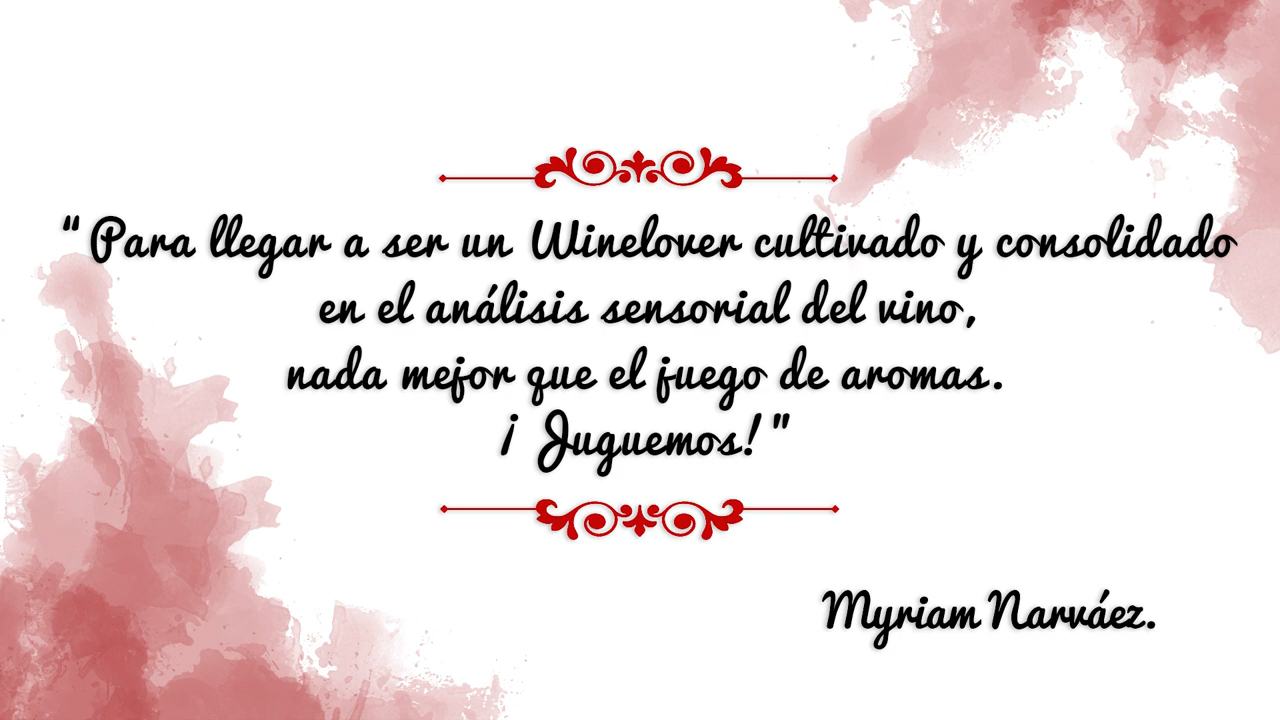 “Para llegar a ser un Winelover cultivado y consolidado
en el análisis sensorial del vino,
nada mejor que el juego de aromas.
¡ Juguemos!”
Myriam Narváez.